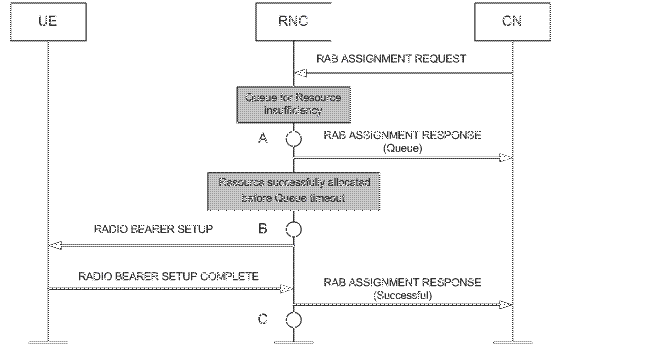 UE
RNC
CN
RAB ASSIGNMENT REQUEST
Queue for Resource
insufficiency
A
RAB ASSIGNMENT RESPONSE
(Queue)
Resource successfully allocated
before Queue timeout
B
RADIO BEARER SETUP
RADIO BEARER SETUP COMPLETE
RAB ASSIGNMENT RESPONSE
(Successful)
C